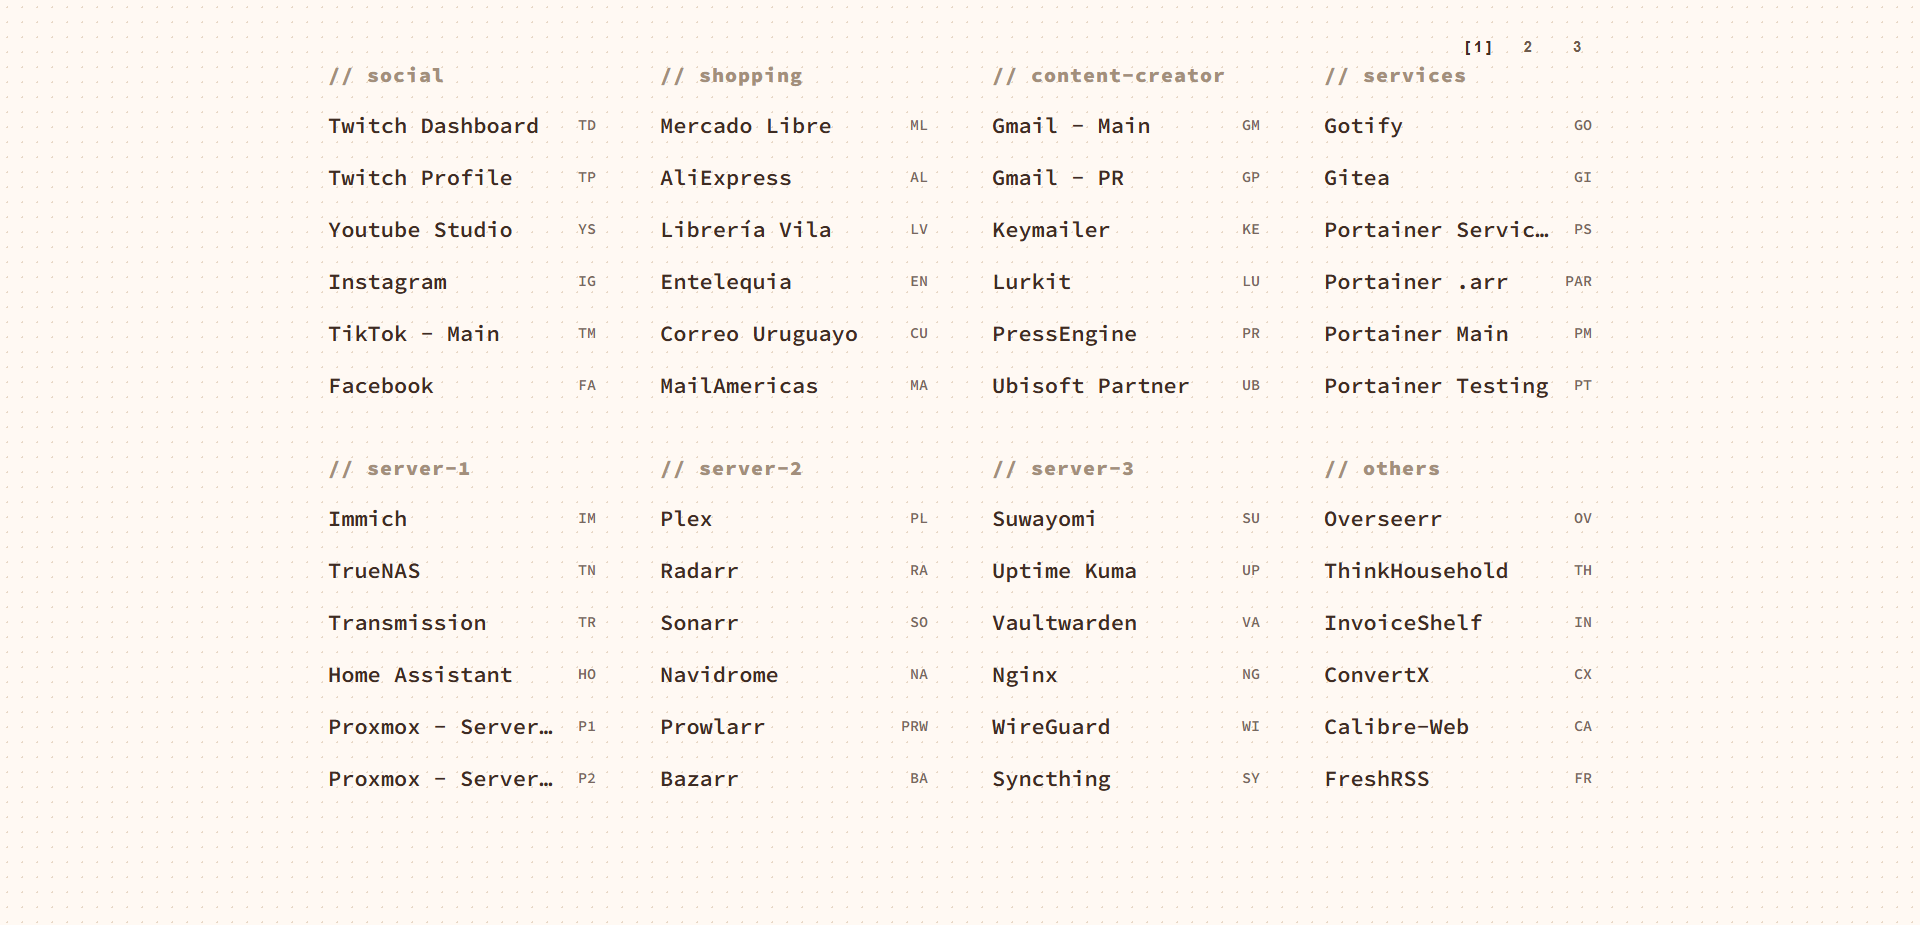 [1] 2 3
// social
Twitch Dashboard TD
Twitch Profile TP
Youtube Studio YS
Instagram IG
TikTok - Main TM
Facebook FA
// shopping
Mercado Libre ML
AliExpress AL
Librería Vila LV
Entelequia EN
Correo Uruguayo CU
MailAmericas MA
// content-creator
Gmail - Main GM
Gmail - PR GP
Keymailer KE
Lurkit LU
PressEngine PR
Ubisoft Partner UB
// services
Gotify GO
Gitea GI
Portainer Servic… PS
Portainer .arr PAR
Portainer Main PM
Portainer Testing PT
// server-1
Immich IM
TrueNAS TN
Transmission TR
Home Assistant HO
Proxmox - Server… P1
Proxmox - Server… P2
// server-2
Plex PL
Radarr RA
Sonarr SO
Navidrome NA
Prowlarr PRW
Bazarr BA
// server-3
Suwayomi SU
Uptime Kuma UP
Vaultwarden VA
Nginx NG
WireGuard WI
Syncthing SY
// others
Overseerr OV
ThinkHousehold TH
InvoiceShelf IN
ConvertX CX
Calibre-Web CA
FreshRSS FR